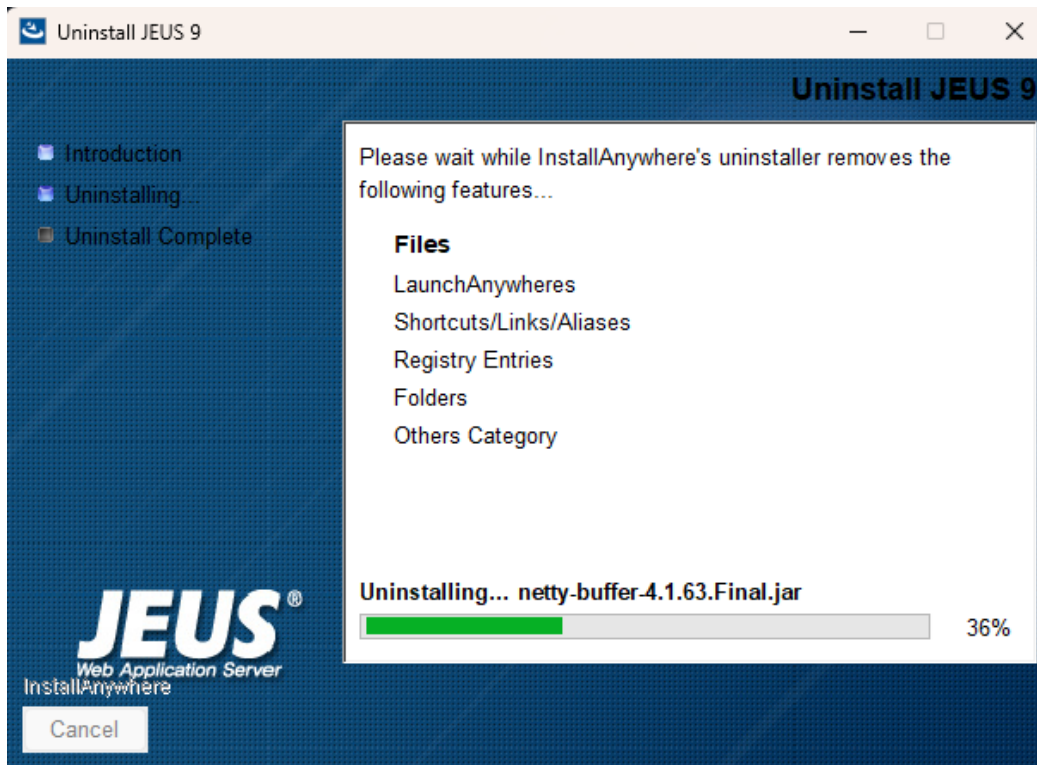 Uninstall JEUS 9
Uninstall JEUS 9
Introduction
Uninstalling...
Uninstall Complete
Please wait while InstallAnywhere's uninstaller removes the
following features...
Files
LaunchAnywheres
Shortcuts/Links/Aliases
Registry Entries
Folders
Others Category
Uninstalling... netty-buffer-4.1.63.Final.jar
36%
JEUS®
Web Application Server
InstallAnywhere
Cancel